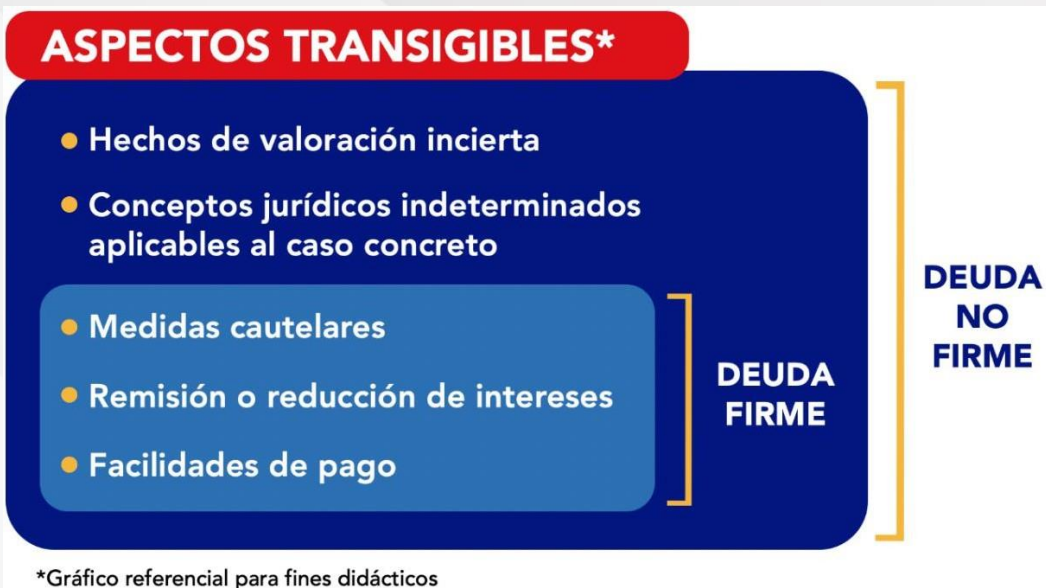 ASPECTOS TRANSIGIBLES*
• Hechos de valoración incierta
• Conceptos jurídicos indeterminados
aplicables al caso concreto
• Medidas cautelares
• Remisión o reducción de intereses
• Facilidades de pago
DEUDA
FIRME
DEUDA
NO
FIRME
*Gráfico referencial para fines didácticos